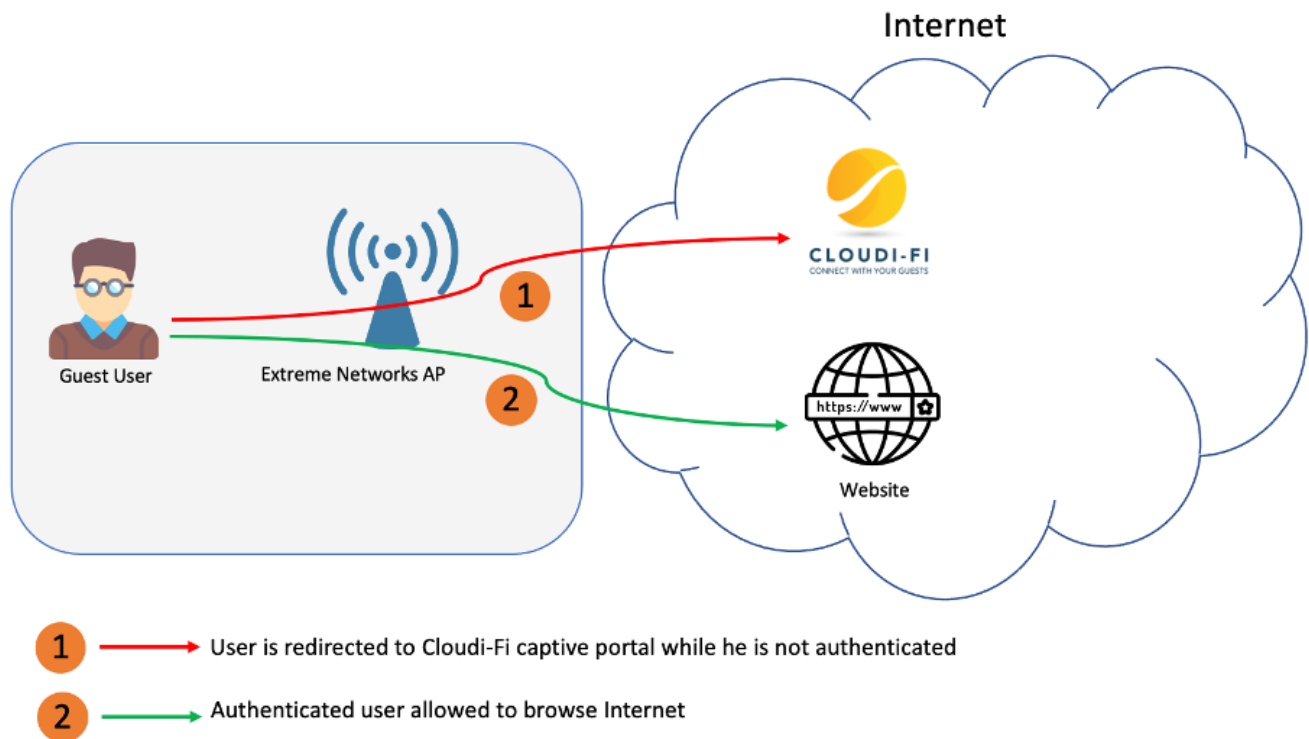 Internet
CLOUDI-FI
CONNECT WITH YOUR GUESTS
1
Guest User
Extreme Networks AP
2
https://www
Website
1 User is redirected to Cloudi-Fi captive portal while he is not authenticated
2 Authenticated user allowed to browse Internet